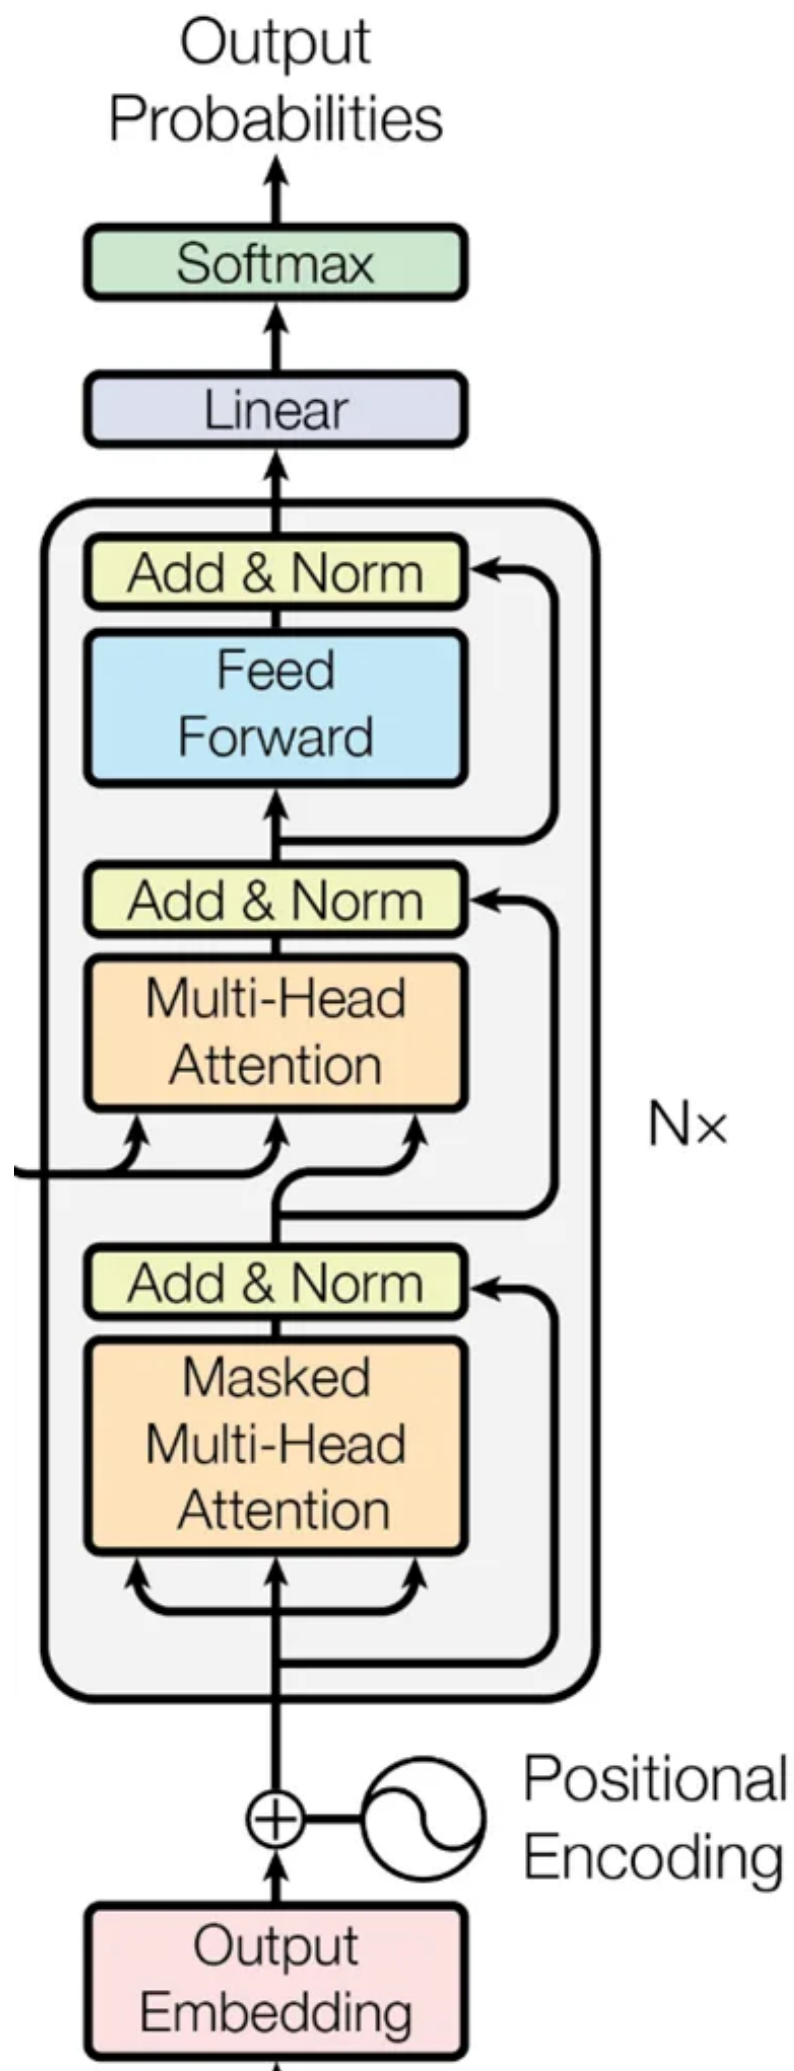 Output
Probabilities
Softmax
Linear
Add & Norm
Feed
Forward
Add & Norm
Multi-Head
Attention
N×
Add & Norm
Masked
Multi-Head
Attention
Positional
Encoding
Output
Embedding